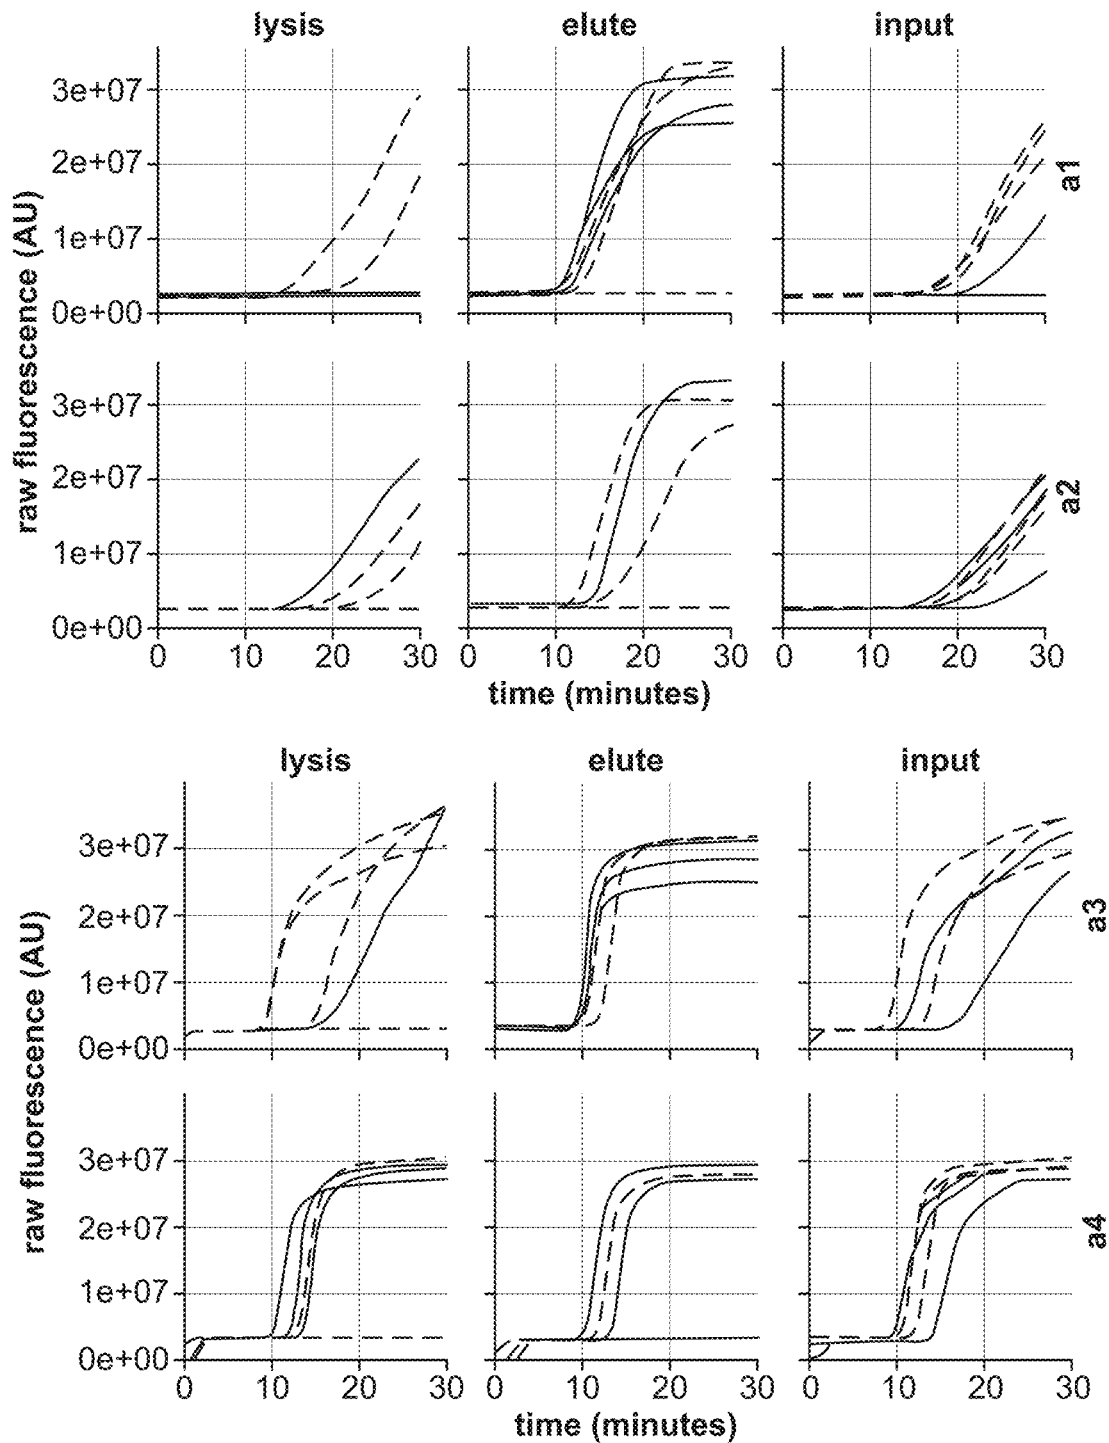 lysis elute input
3e+07
2e+07
1e+07
0e+00
raw fluorescence (AU)
a1
3e+07
2e+07
1e+07
0e+00
a2
0 10 20 30 0 10 20 30 0 10 20 30
time (minutes)
lysis elute input
3e+07
2e+07
1e+07
0e+00
raw fluorescence (AU)
a3
3e+07
2e+07
1e+07
0e+00
a4
0 10 20 30 0 10 20 30 0 10 20 30
time (minutes)